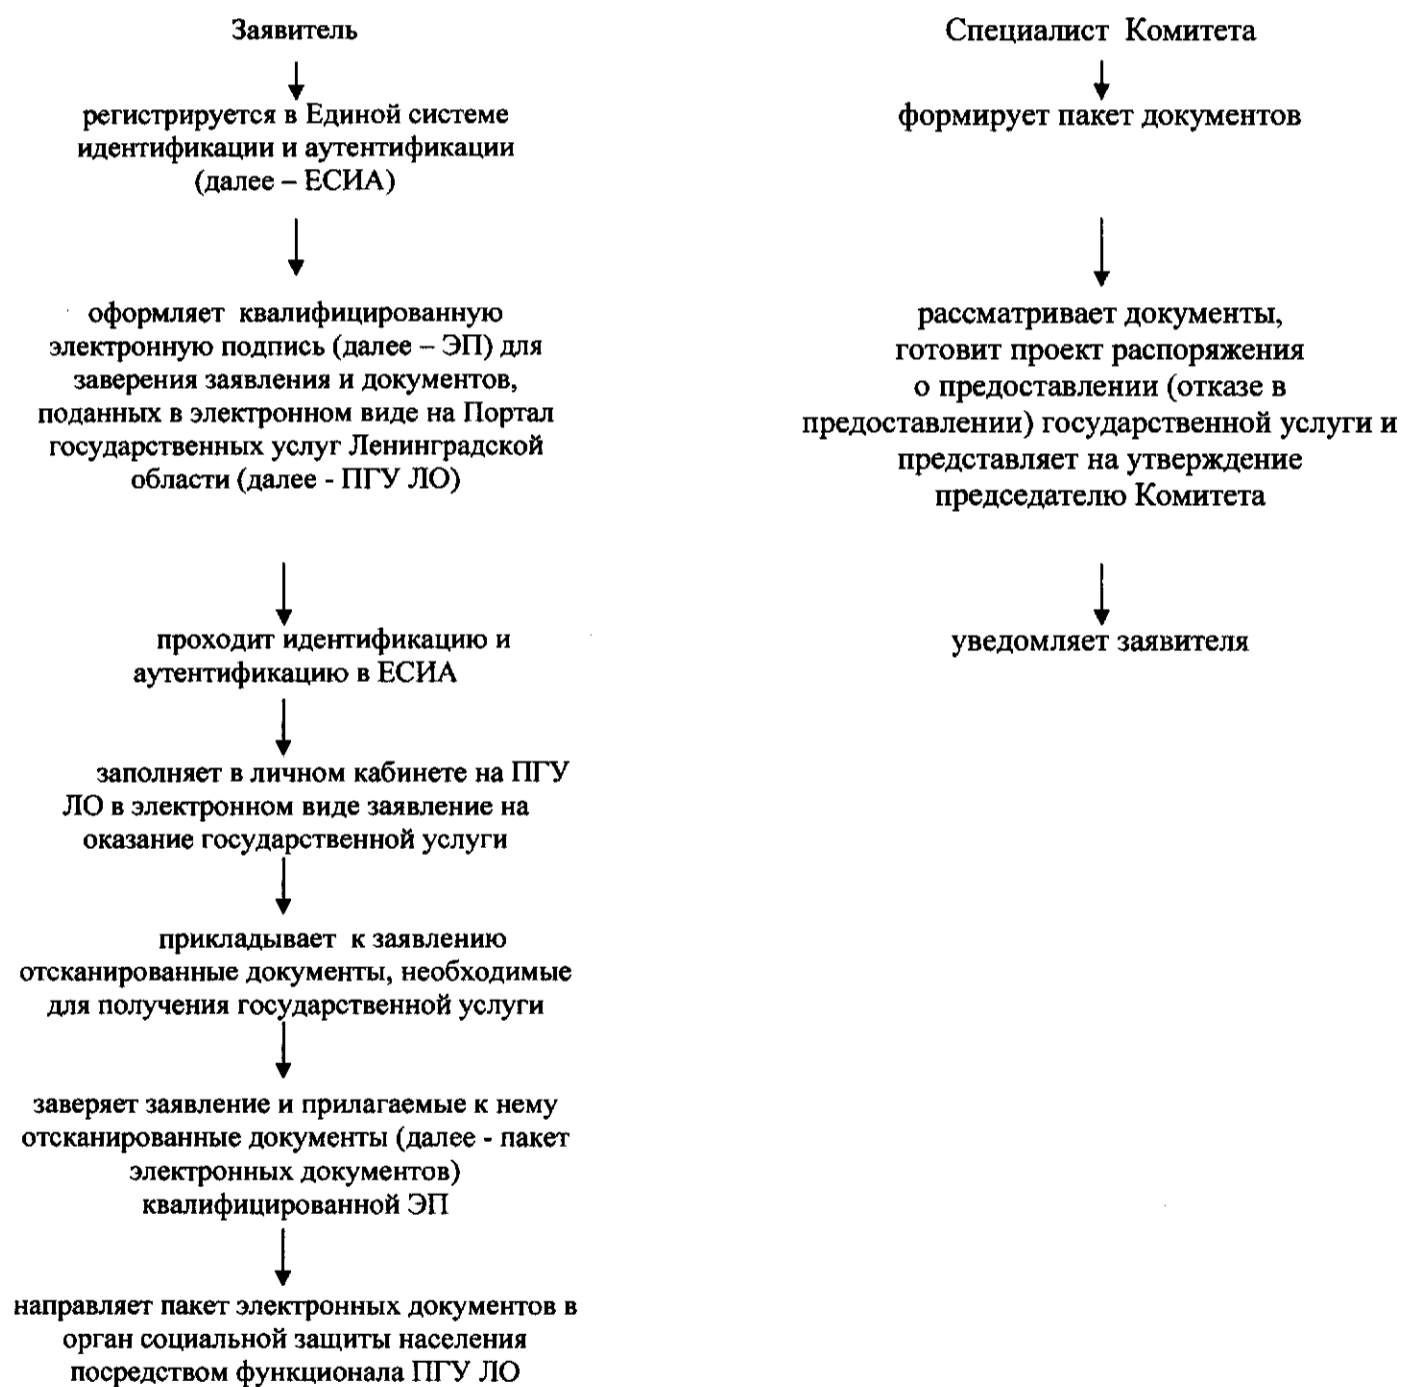 Заявитель
регистрируется в Единой системе
идентификации и аутентификации
(далее – ЕСИА)
оформляет квалифицированную
электронную подпись (далее – ЭП) для
заверения заявления и документов,
поданных в электронном виде на Портал
государственных услуг Ленинградской
области (далее - ПГУ ЛО)
проходит идентификацию и
аутентификацию в ЕСИА
заполняет в личном кабинете на ПГУ
ЛО в электронном виде заявление на
оказание государственной услуги
прикладывает к заявлению
отсканированные документы, необходимые
для получения государственной услуги
заверяет заявление и прилагаемые к нему
отсканированные документы (далее - пакет
электронных документов)
квалифицированной ЭП
направляет пакет электронных документов в
орган социальной защиты населения
посредством функционала ПГУ ЛО
Специалист Комитета
формирует пакет документов
рассматривает документы,
готовит проект распоряжения
о предоставлении (отказе в
предоставлении) государственной услуги и
представляет на утверждение
председателю Комитета
уведомляет заявителя